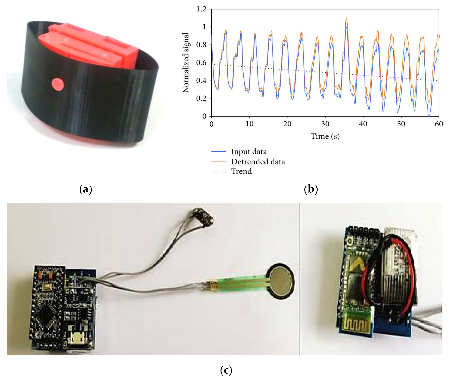 (a)
1.2
1
0.8
0.6
0.4
0.2
0
Normalized signal
0 10 20 30 40 50 60
Time (s)
Input data
Detrended data
Trend
(b)
(c)